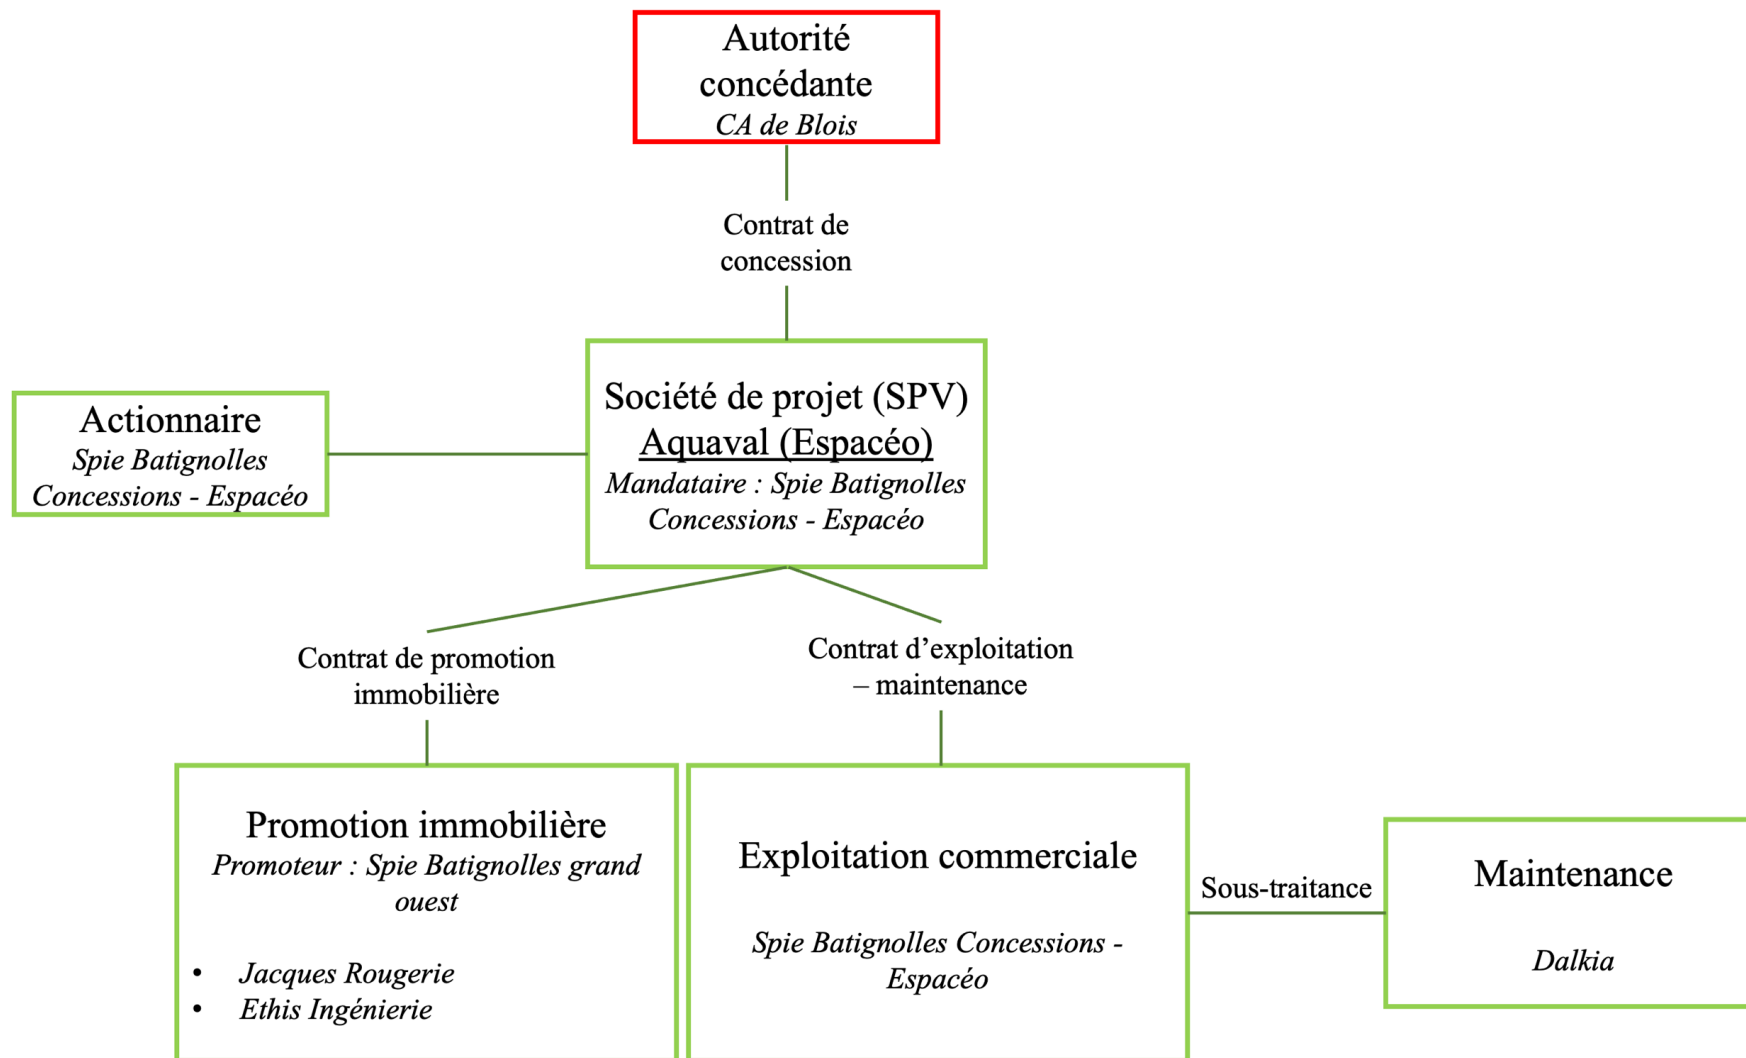 Autorité
concédante
CA de Blois
Contrat de
concession
Société de projet (SPV)
Aquaval (Espacéo)
Mandataire : Spie Batignolles
Concessions - Espacéo
Actionnaire
Spie Batignolles
Concessions - Espacéo
Contrat de promotion
immobilière
Contrat d’exploitation
– maintenance
Promotion immobilière
Promoteur : Spie Batignolles grand
ouest
• Jacques Rougerie
• Ethis Ingénierie
Exploitation commerciale
Spie Batignolles Concessions -
Espacéo
Sous-traitance
Maintenance
Dalkia